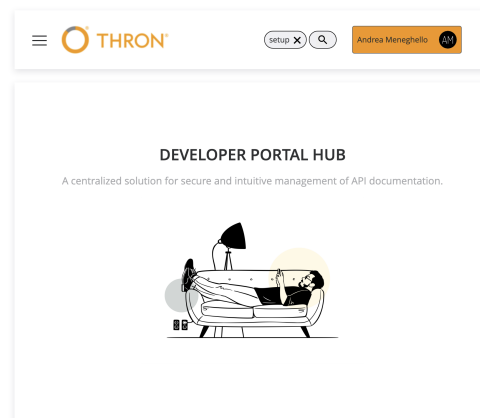 THRON
setup
Andrea Meneghello
AM
DEVELOPER PORTAL HUB
A centralized solution for secure and intuitive management of API documentation.